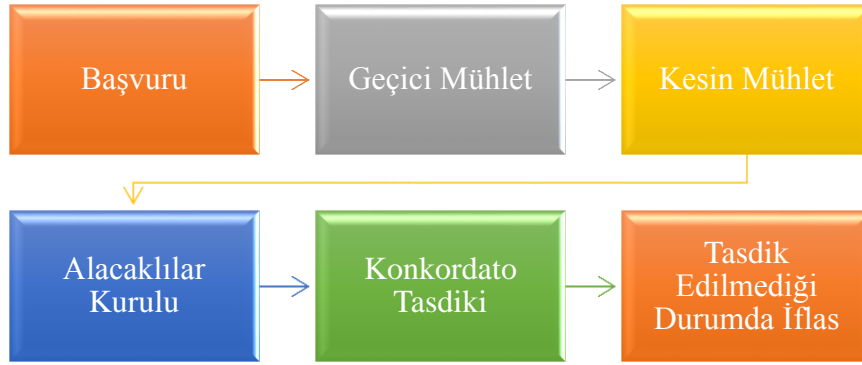 Başvuru
Geçici Mühlet
Kesin Mühlet
Alacaklılar
Kurulu
Konkordato
Tasdiki
Tasdik
Edilmediği
Durumda İflas